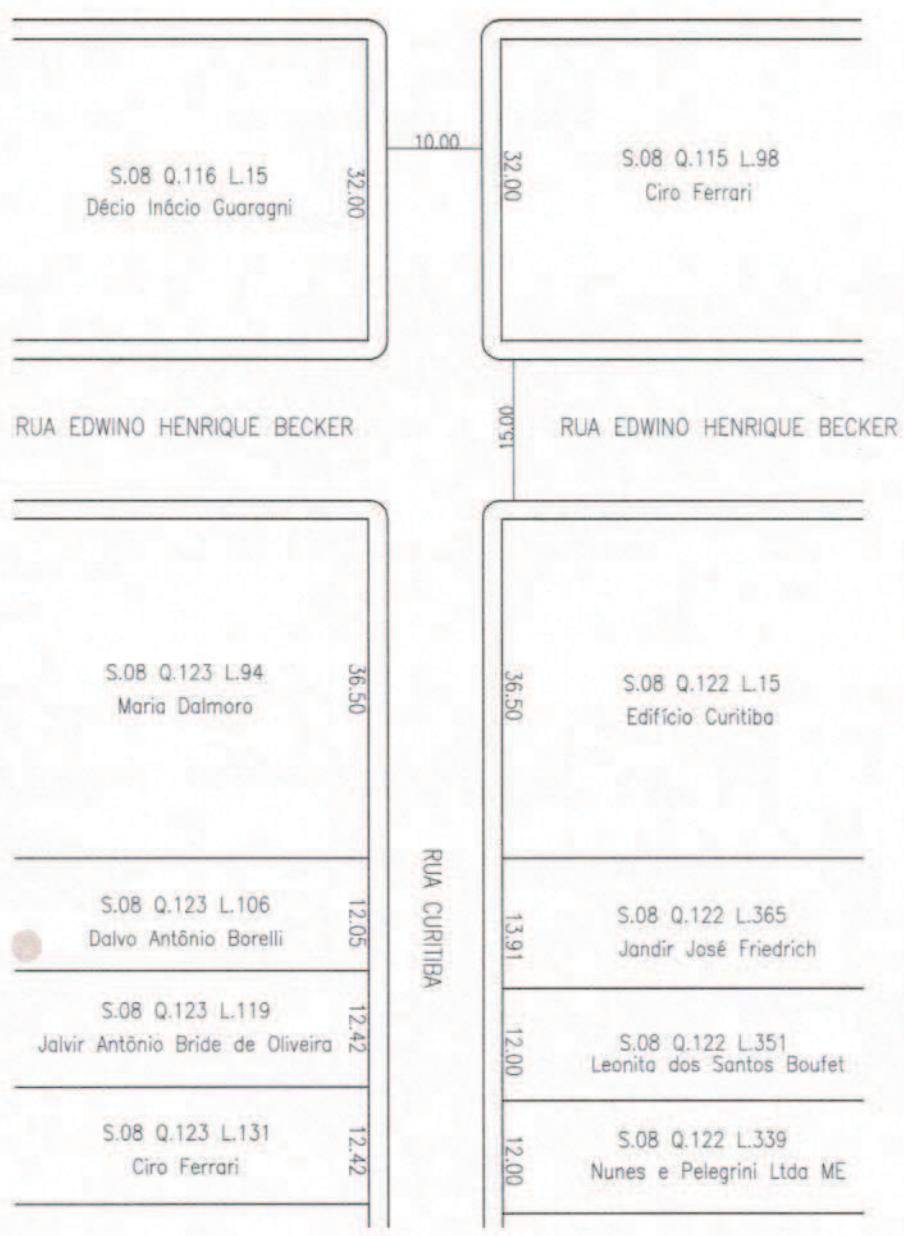 S.08 Q.116 L.15
Décio Inácio Guaragni
32.00
10.00
32.00
S.08 Q.115 L.98
Ciro Ferrari
RUA EDWINO HENRIQUE BECKER
15.00
RUA EDWINO HENRIQUE BECKER
S.08 Q.123 L.94
Maria Dalmoro
36.50
36.50
S.08 Q.122 L.15
Edifício Curitiba
RUA CURITIBA
S.08 Q.123 L.106
Dalvo Antônio Borelli
12.05
13.91
S.08 Q.122 L.365
Jandir José Friedrich
S.08 Q.123 L.119
Jalvir Antônio Bride de Oliveira
12.42
12.00
S.08 Q.122 L.351
Leonita dos Santos Boufet
S.08 Q.123 L.131
Ciro Ferrari
12.42
12.00
S.08 Q.122 L.339
Nunes e Pelegrini Ltda ME